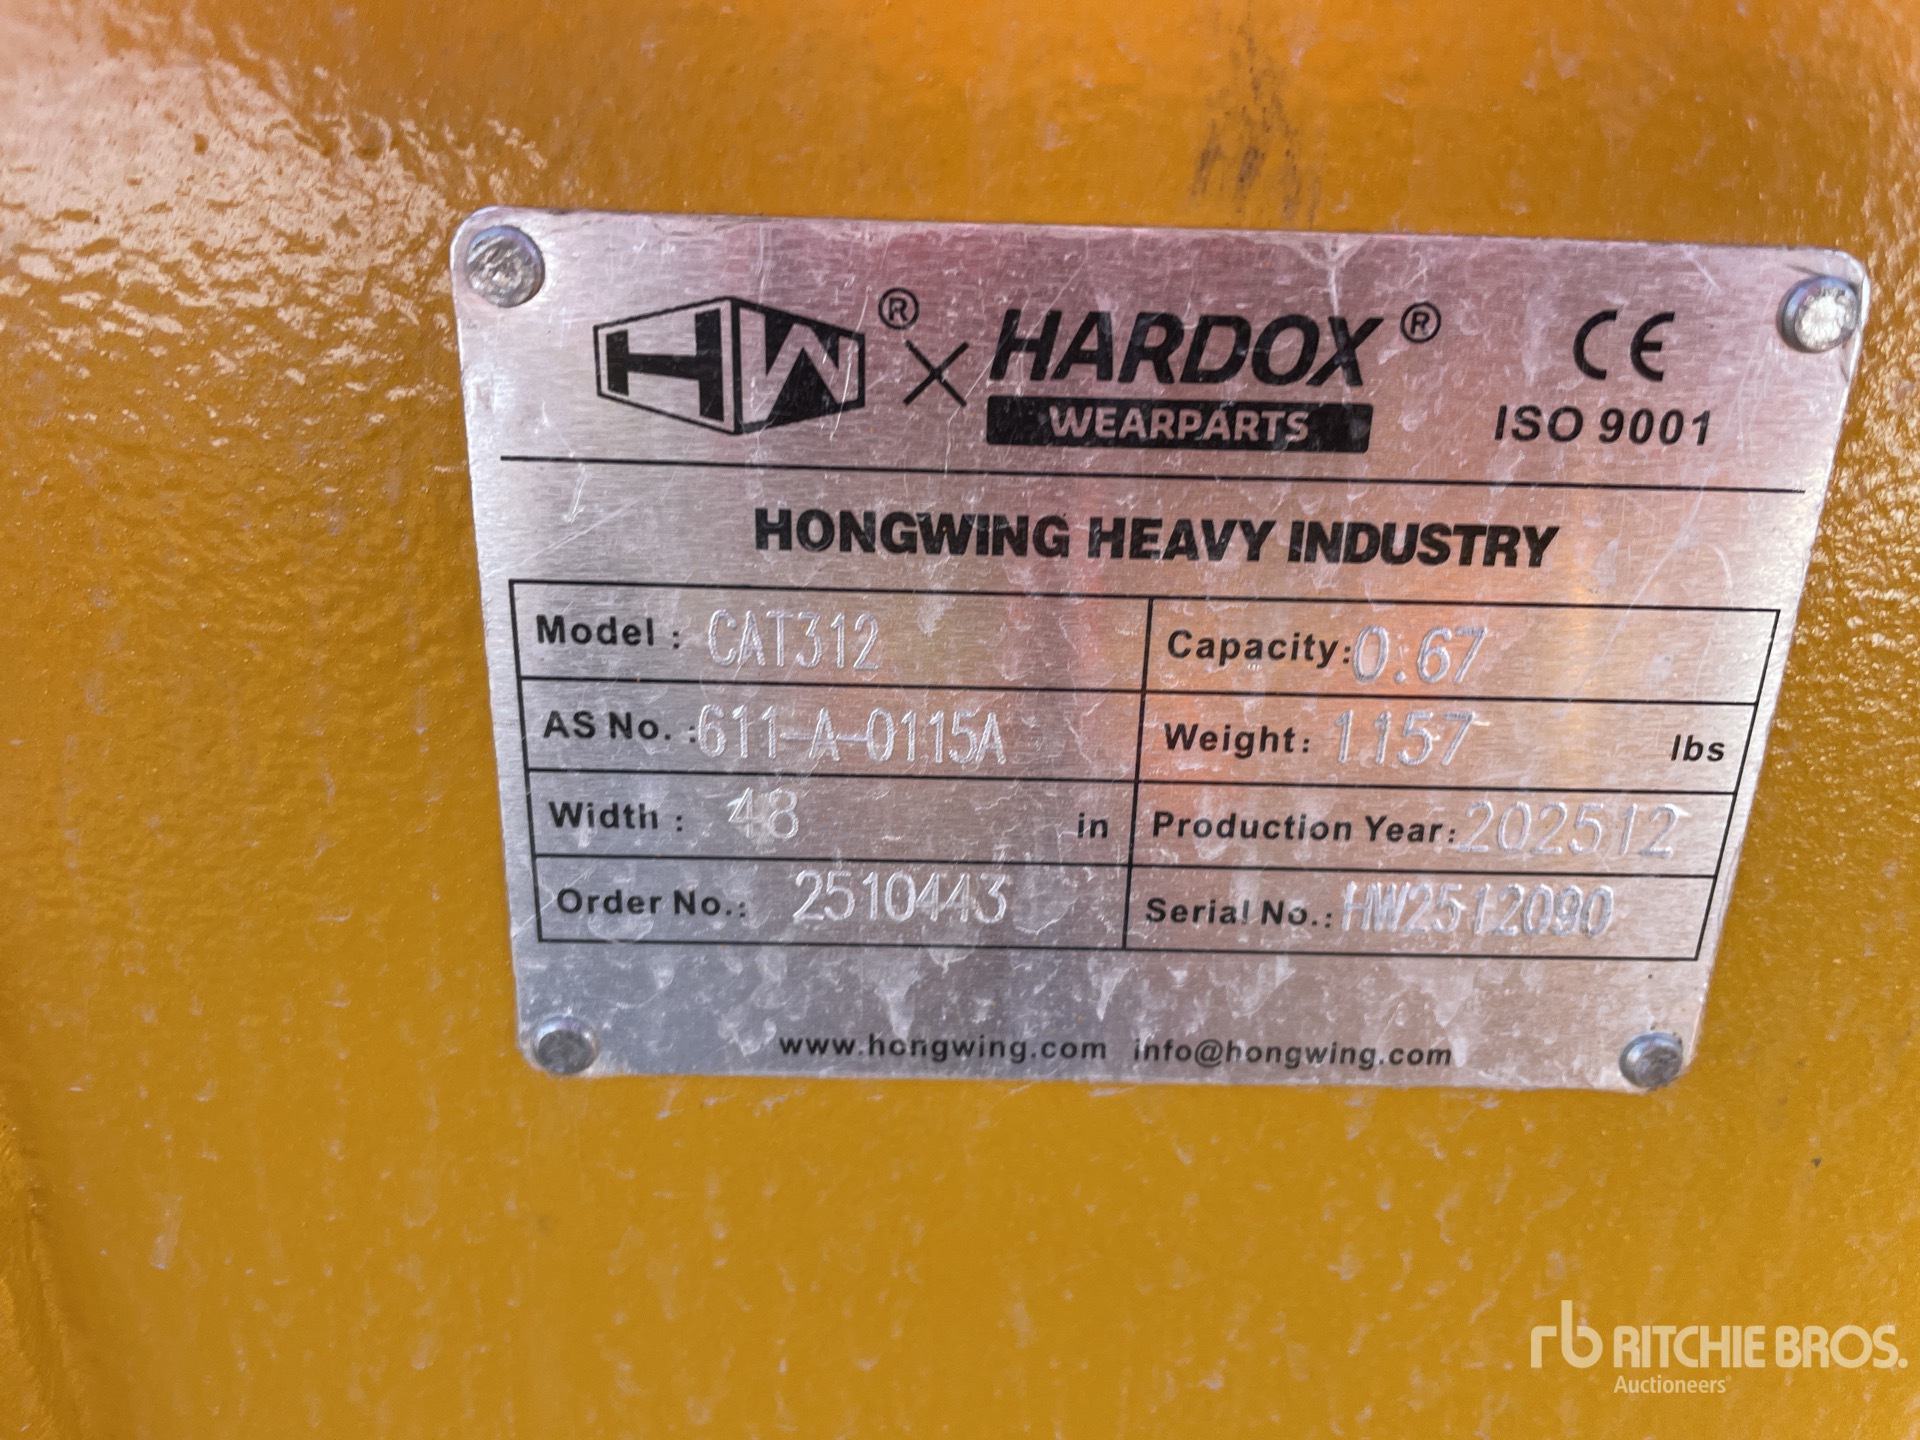 HW® × HARDOX® CE
WEARPARTS ISO 9001
HONGWING HEAVY INDUSTRY
Model : CAT312 Capacity: 0.67
AS No. : 611-A-0115A Weight: 1157 lbs
Width : 48 in Production Year: 202512
Order No.: 2510443 Serial No.: HW2512090
www.hongwing.com info@hongwing.com
rb RITCHIE BROS.
Auctioneers